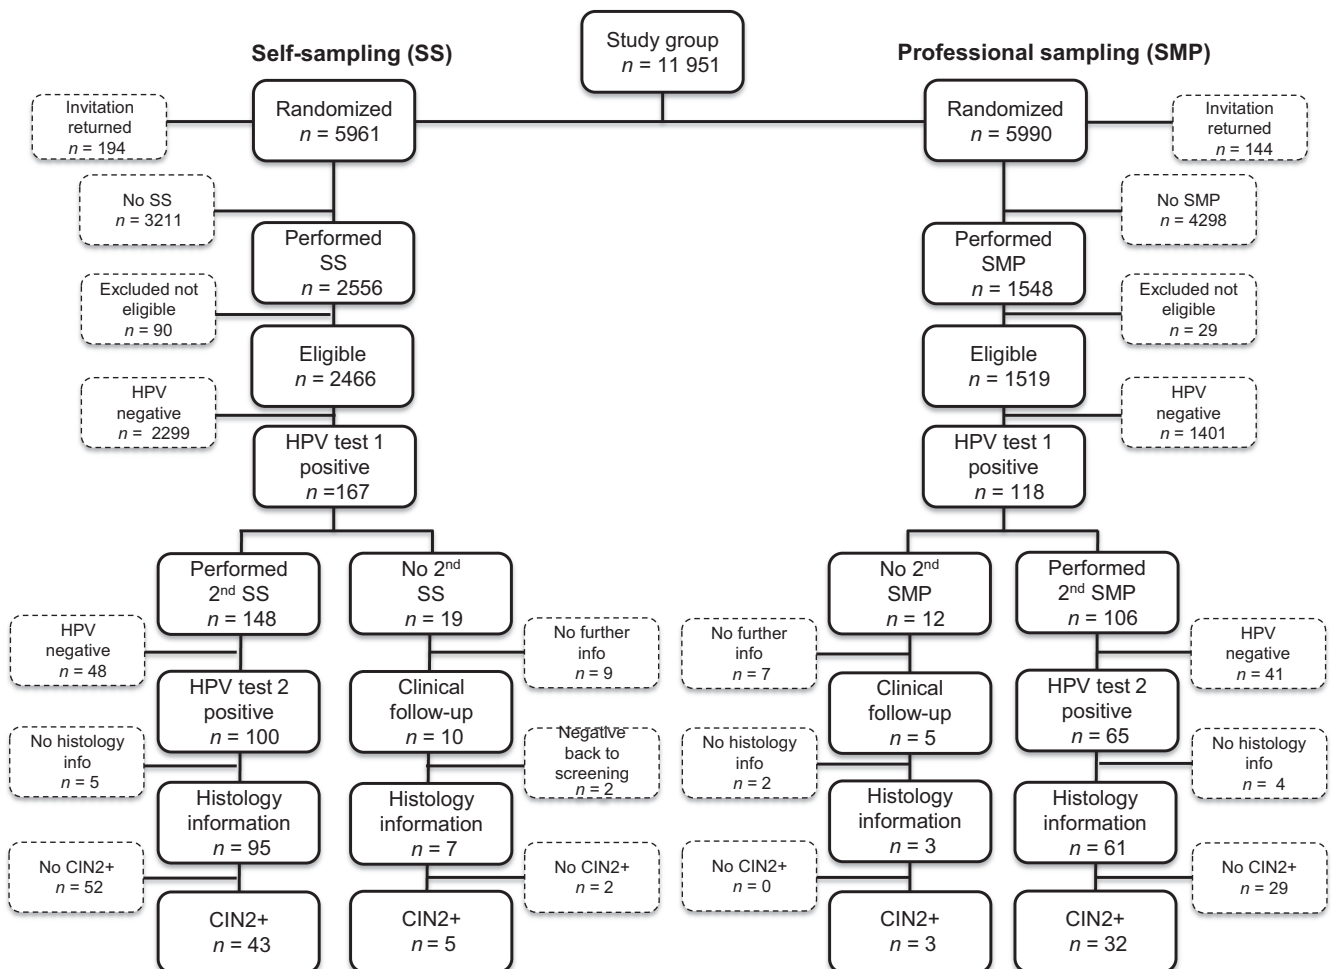 Study group
n = 11 951
Self-sampling (SS)
Professional sampling (SMP)
Invitation
returned
n = 194
Randomized
n = 5961
Randomized
n = 5990
Invitation
returned
n = 144
No SS
n = 3211
No SMP
n = 4298
Performed
SS
n = 2556
Performed
SMP
n = 1548
Excluded not
eligible
n = 90
Excluded not
eligible
n = 29
Eligible
n = 2466
Eligible
n = 1519
HPV
negative
n = 2299
HPV
negative
n = 1401
HPV test 1
positive
n =167
HPV test 1
positive
n = 118
Performed
2nd SS
n = 148
No 2nd
SS
n = 19
No 2nd
SMP
n = 12
Performed
2nd SMP
n = 106
HPV
negative
n = 48
No further
info
n = 9
No further
info
n = 7
HPV
negative
n = 41
HPV test 2
positive
n = 100
Clinical
follow-up
n = 10
Clinical
follow-up
n = 5
HPV test 2
positive
n = 65
No histology
info
n = 5
Negative
back to
screening
n = 2
No histology
info
n = 2
No histology
info
n = 4
Histology
information
n = 95
Histology
information
n = 7
Histology
information
n = 3
Histology
information
n = 61
No CIN2+
n = 52
No CIN2+
n = 2
No CIN2+
n = 0
No CIN2+
n = 29
CIN2+
n = 43
CIN2+
n = 5
CIN2+
n = 3
CIN2+
n = 32